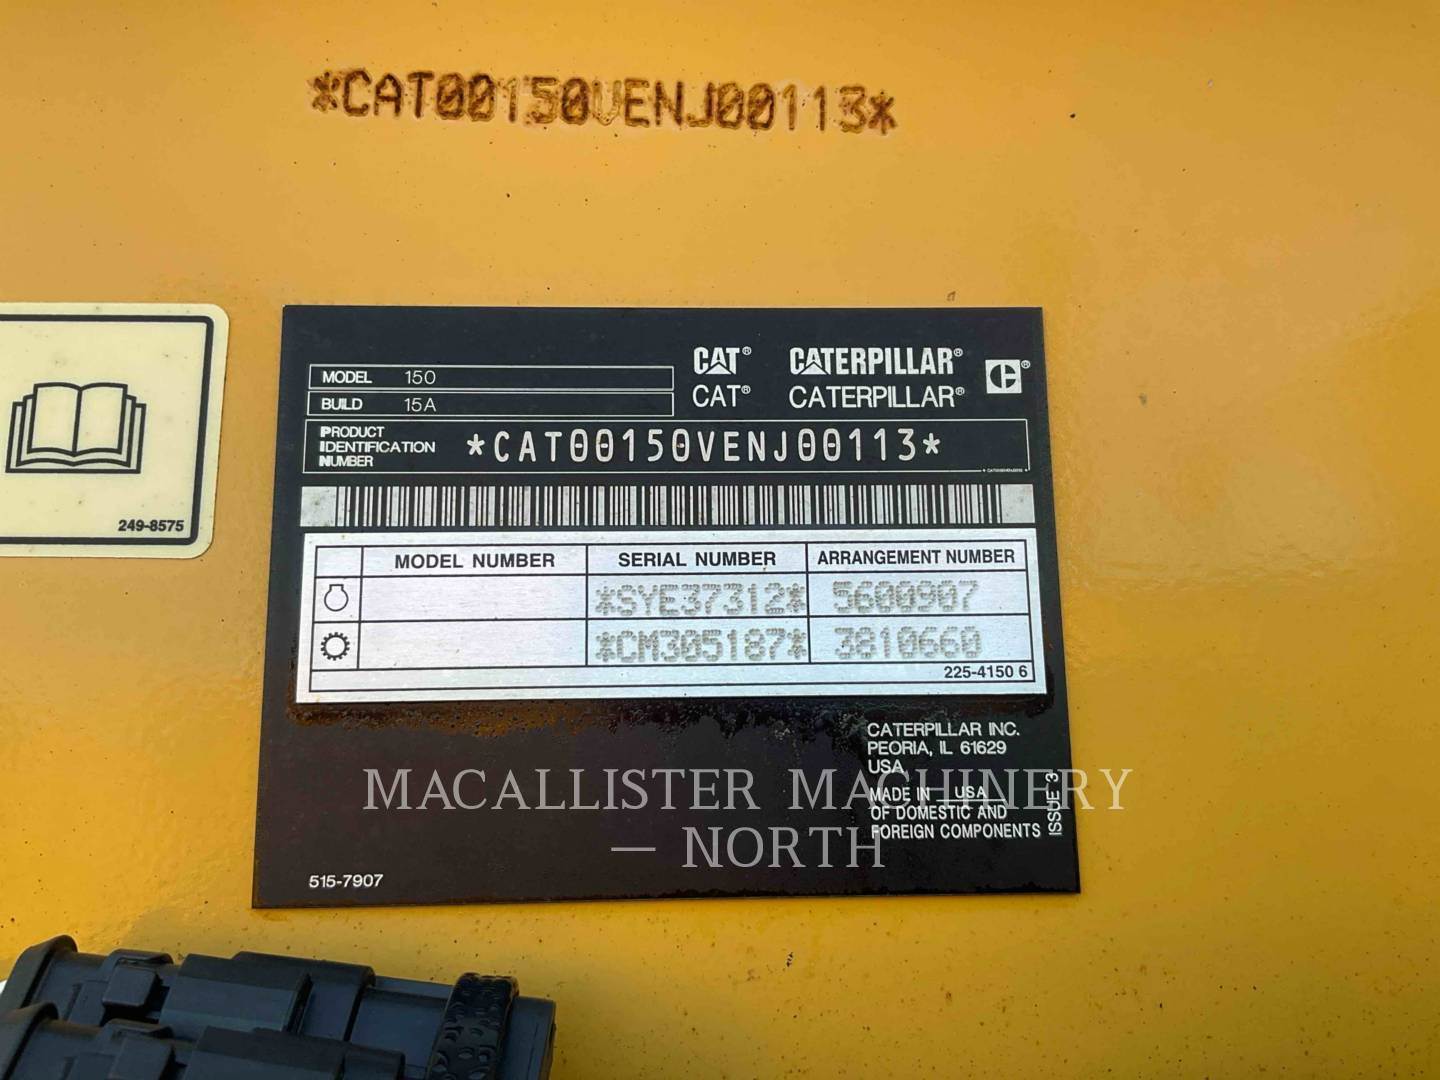 *CAT00150VENJ00113*
249-8575
CAT® CATERPILLAR®
CAT® CATERPILLAR®
MODEL 150
BUILD 15A
PRODUCT IDENTIFICATION NUMBER *CAT00150VENJ00113*
MODEL NUMBER SERIAL NUMBER ARRANGEMENT NUMBER
*SYE37312* 5600907
*CM305187* 3810660
225-4150 6
CATERPILLAR INC.
PEORIA, IL 61629
USA,
MADE IN USA
OF DOMESTIC AND
FOREIGN COMPONENTS
ISSUE 3
515-7907
MACALLISTER MACHINERY
— NORTH